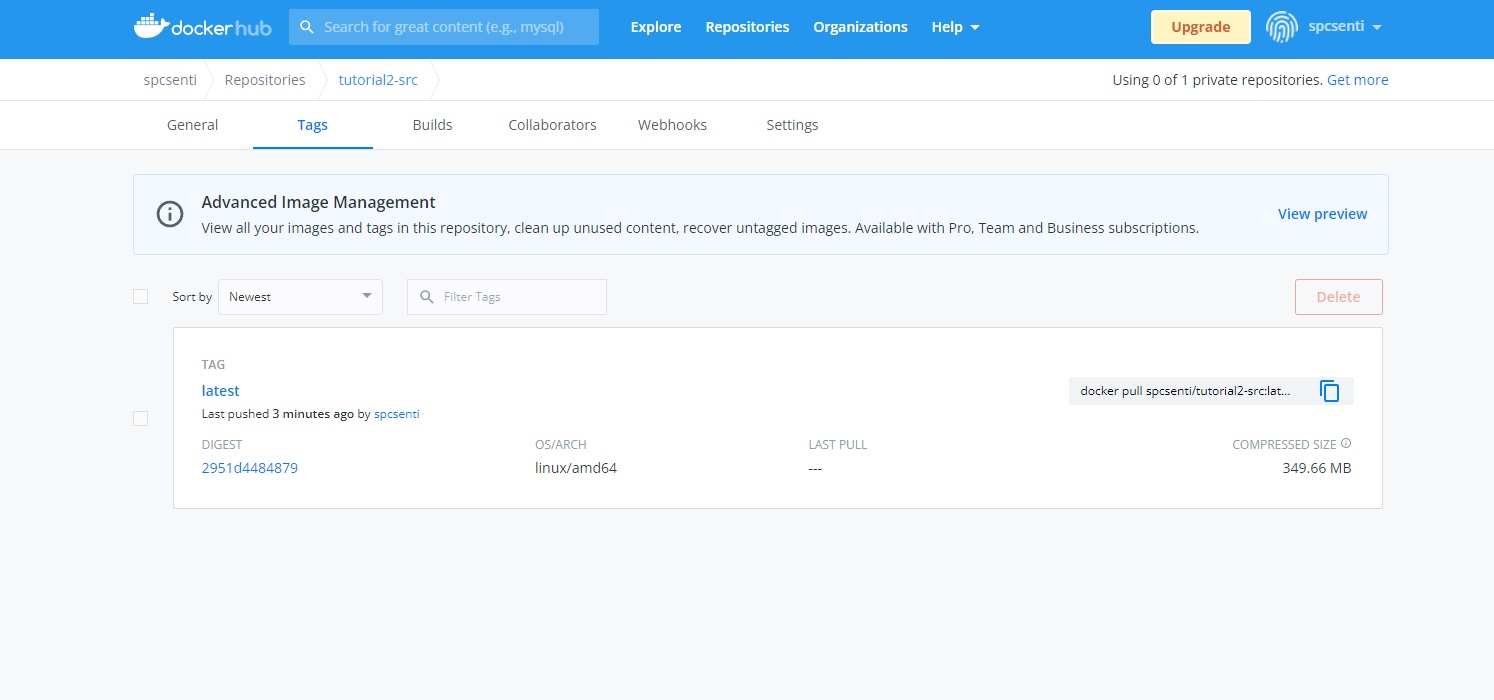 dockerhub Search for great content (e.g., mysql) Explore Repositories Organizations Help Upgrade spcsenti
spcsenti Repositories tutorial2-src Using 0 of 1 private repositories. Get more
General Tags Builds Collaborators Webhooks Settings
Advanced Image Management
View all your images and tags in this repository, clean up unused content, recover untagged images. Available with Pro, Team and Business subscriptions.
View preview
Sort by Newest Filter Tags Delete
TAG
latest
docker pull spcsenti/tutorial2-src:lat...
Last pushed 3 minutes ago by spcsenti
DIGEST OS/ARCH LAST PULL COMPRESSED SIZE
2951d4484879 linux/amd64 --- 349.66 MB